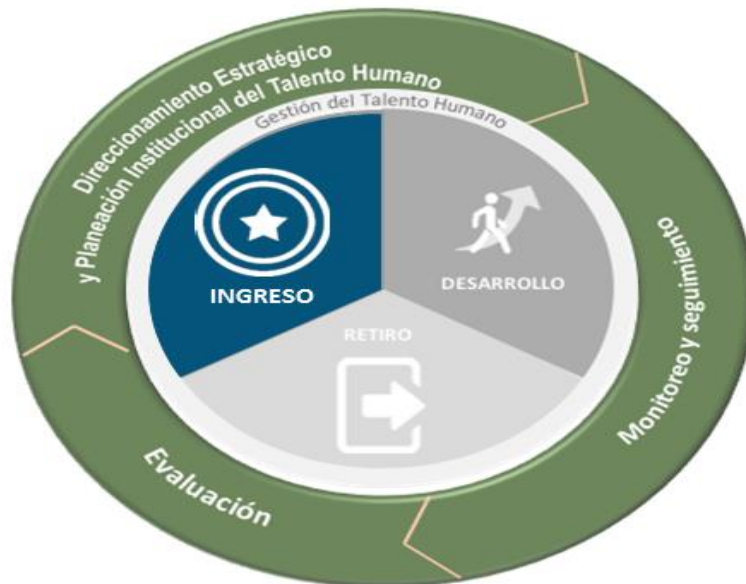 Direccionamiento Estratégico
y Planeación Institucional del Talento Humano
Gestión del Talento Humano
INGRESO
DESARROLLO
RETIRO
Monitoreo y seguimiento
Evaluación